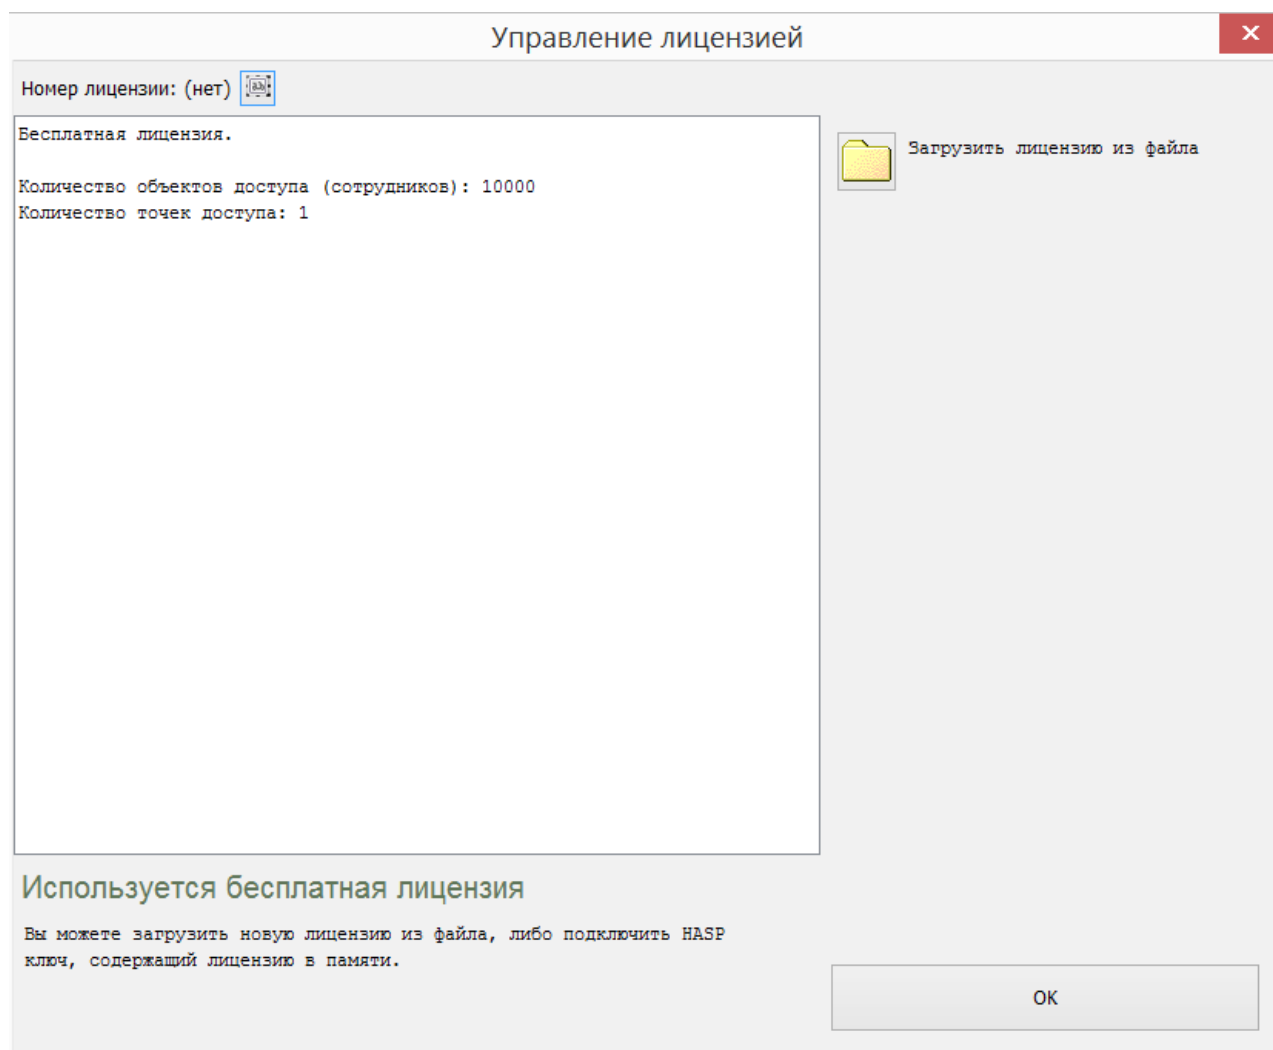 Управление лицензией
Номер лицензии: (нет)
Бесплатная лицензия.
Количество объектов доступа (сотрудников): 10000
Количество точек доступа: 1
Загрузить лицензию из файла
Используется бесплатная лицензия
Вы можете загрузить новую лицензию из файла, либо подключить HASP
ключ, содержащий лицензию в памяти.
OK